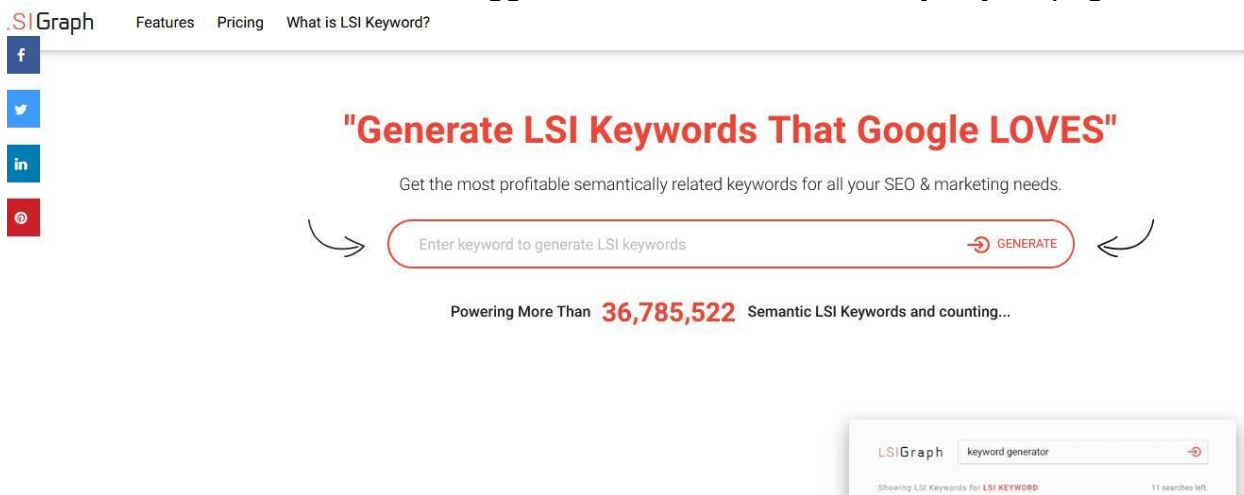 LSIGraph Features Pricing What is LSI Keyword?
"Generate LSI Keywords That Google LOVES"
Get the most profitable semantically related keywords for all your SEO & marketing needs.
Enter keyword to generate LSI keywords GENERATE
Powering More Than 36,785,522 Semantic LSI Keywords and counting...
LSIGraph keyword generator
Showing LSI Keywords for LSI KEYWORD 11 searches left.